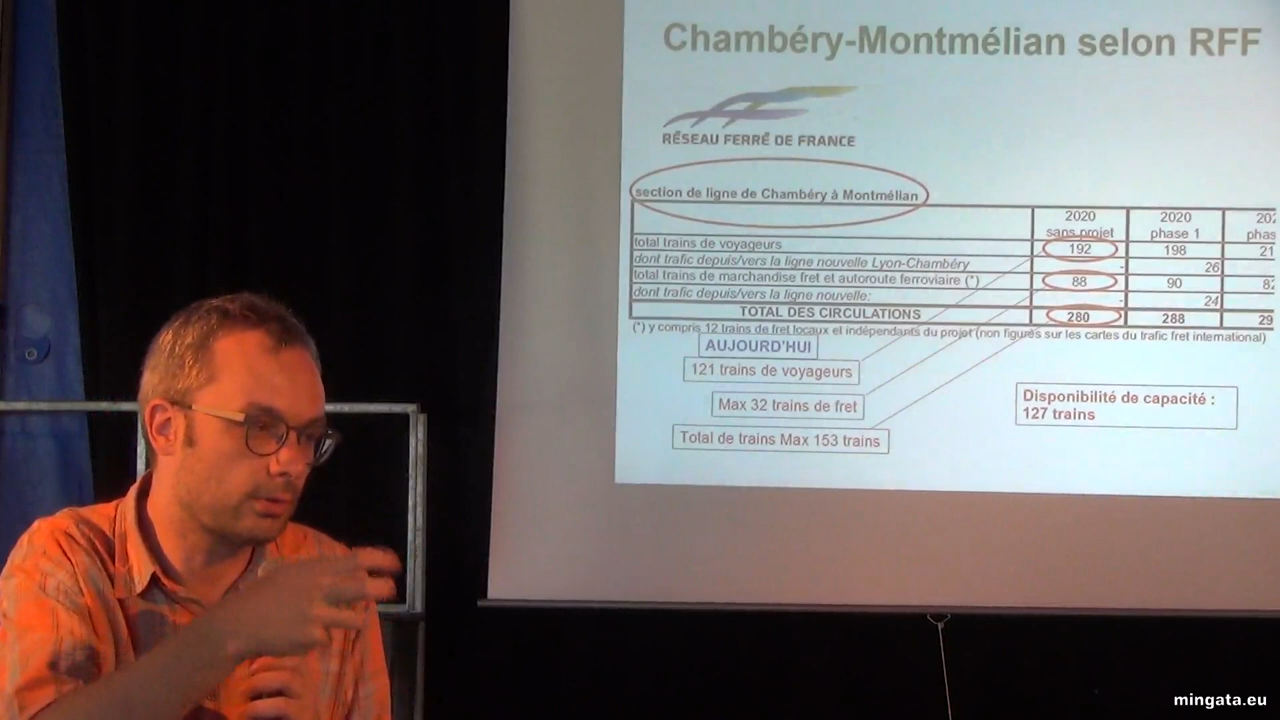 Chambéry-Montmélian selon RFF
RÉSEAU FERRÉ DE FRANCE
section de ligne de Chambéry à Montmélian
2020 2020
sans projet phase 1 phas
total trains de voyageurs 192 198 21
dont trafic depuis/vers la ligne nouvelle Lyon-Chambéry - 26
total trains de marchandise fret et autoroute ferroviaire (*) 88 90
dont trafic depuis/vers la ligne nouvelle: - 24
TOTAL DES CIRCULATIONS 280 288 29
(*) y compris 12 trains de fret locaux et indépendants du projet (non figurés sur les cartes du trafic fret international)
AUJOURD'HUI
121 trains de voyageurs
Max 32 trains de fret
Total de trains Max 153 trains
Disponibilité de capacité :
127 trains
mingata.eu